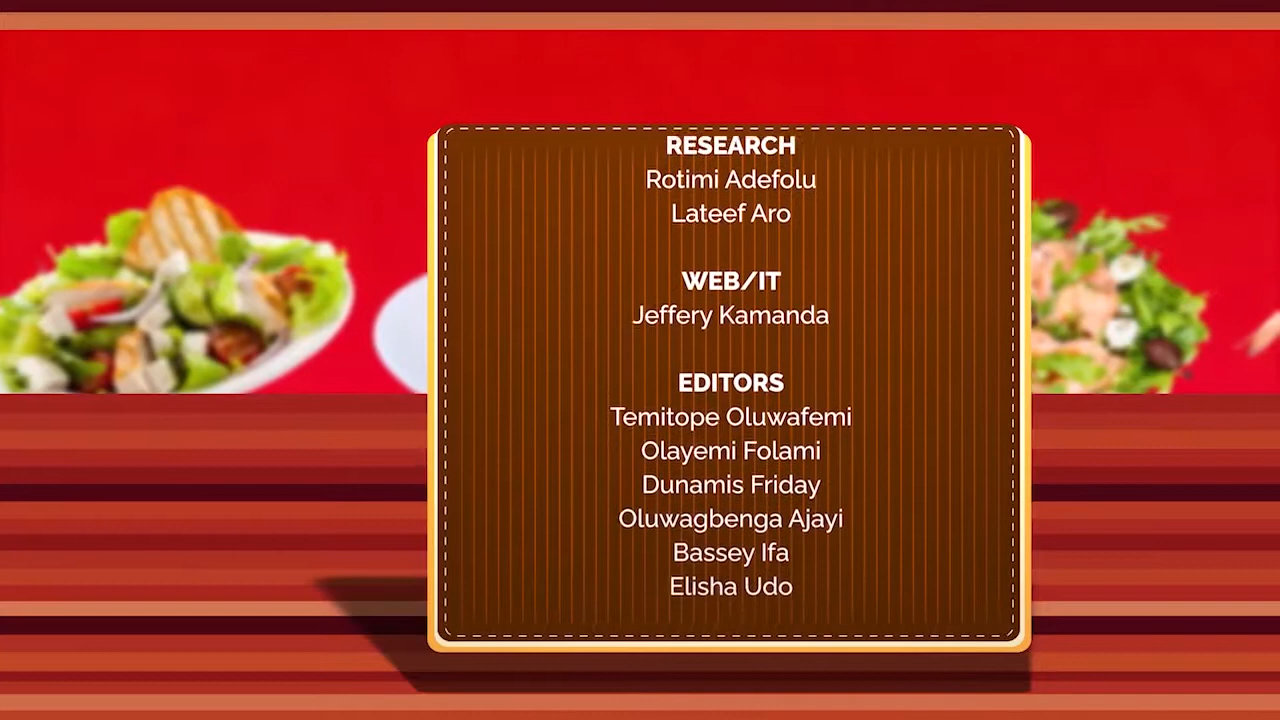 RESEARCH
Rotimi Adefolu
Lateef Aro
WEB/IT
Jeffery Kamanda
EDITORS
Temitope Oluwafemi
Olayemi Folami
Dunamis Friday
Oluwagbenga Ajayi
Bassey Ifa
Elisha Udo